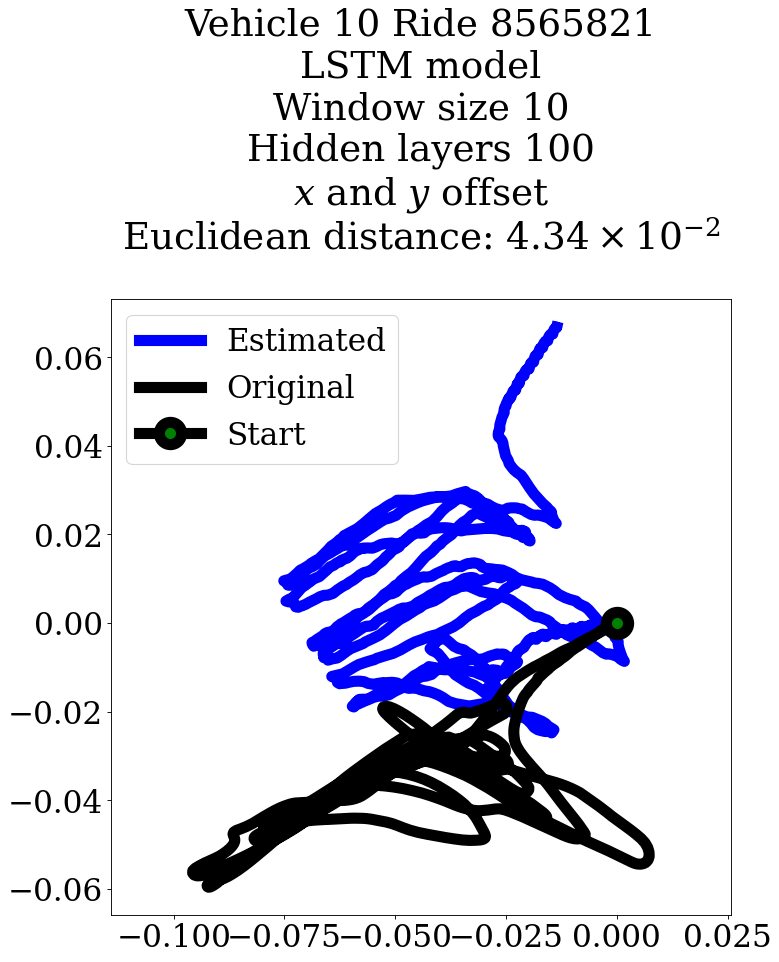 Vehicle 10 Ride 8565821
LSTM model
Window size 10
Hidden layers 100
x and y offset
Euclidean distance: 4.34 × 10⁻²
Estimated
Original
Start
0.06
0.04
0.02
0.00
−0.02
−0.04
−0.06
−0.100 −0.075 −0.050 −0.025 0.000 0.025